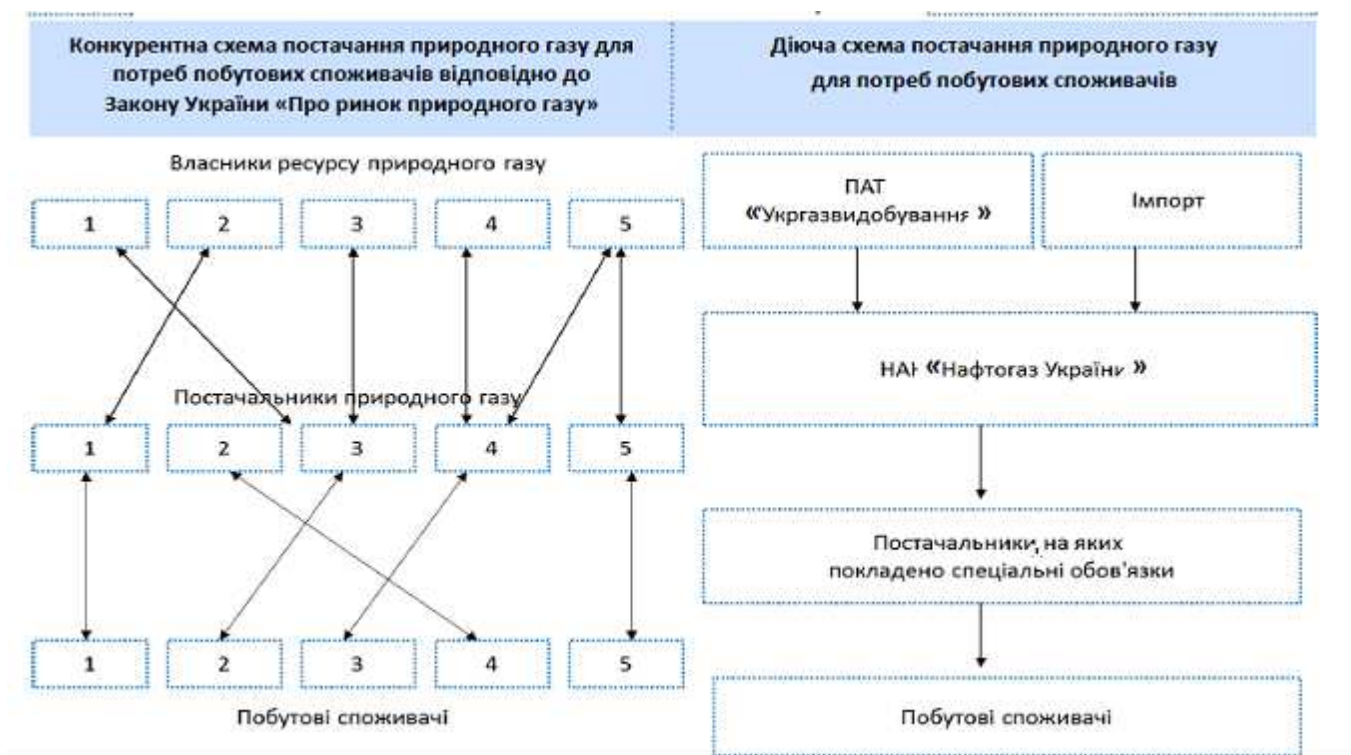 Конкурентна схема постачання природного газу для
потреб побутових споживачів відповідно до
Закону України «Про ринок природного газу»
Діюча схема постачання природного газу
для потреб побутових споживачів
Власники ресурсу природного газу
1 2 3 4 5
Постачальники природного газу
1 2 3 4 5
1 2 3 4 5
Побутові споживачі
ПАТ
«Укргазвидобування »
Імпорт
«Нафтогаз України »
Постачальники, на яких
покладено спеціальні обов'язки
Побутові споживачі